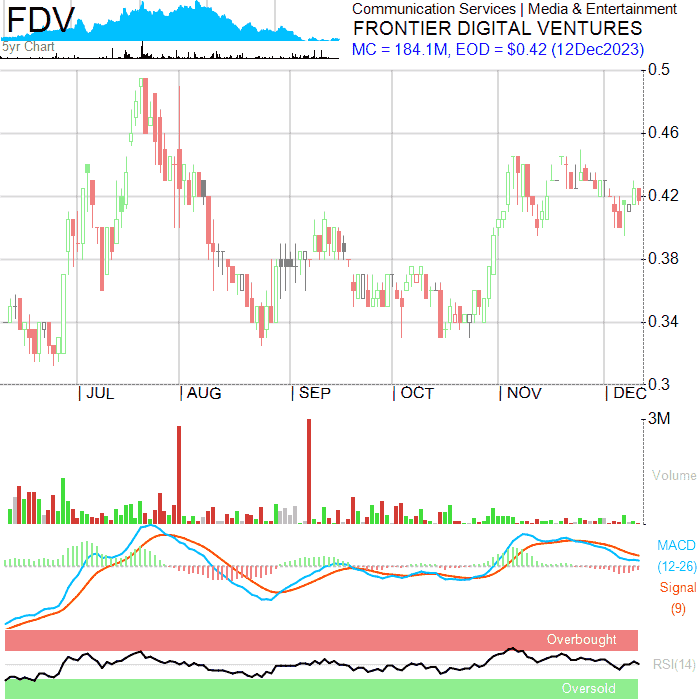 FDV
5yr Chart
Communication Services | Media & Entertainment
FRONTIER DIGITAL VENTURES
MC = 184.1M, EOD = $0.42 (12Dec2023)
0.5
0.46
0.42
0.38
0.34
0.3
| JUL | AUG | SEP | OCT | NOV | DEC
3M
Volume
MACD
(12-26)
Signal
(9)
Overbought
RSI(14)
Oversold